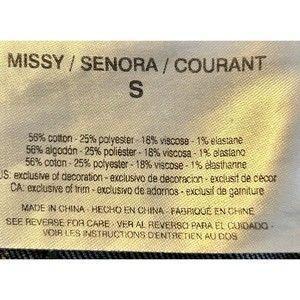 MISSY / SENORA / COURANT
S
56% cotton - 25% polyester - 18% viscose - 1% elastane
56% algodón - 25% poliéster - 18% viscosa - 1% elastano
56% coton - 25% polyester - 18% viscose - 1% élasthanne
US: exclusive of decoration - exclusivo de decoracion - exclusif de décor
CA: exclusive of trim - exclusivo de adornos - exclusif de garniture
MADE IN CHINA - HECHO EN CHINA - FABRIQUÉ EN CHINE
SEE REVERSE FOR CARE - VER AL REVERSO PARA EL CUIDADO -
VOIR LES INSTRUCTIONS D'ENTRETIEN AU DOS